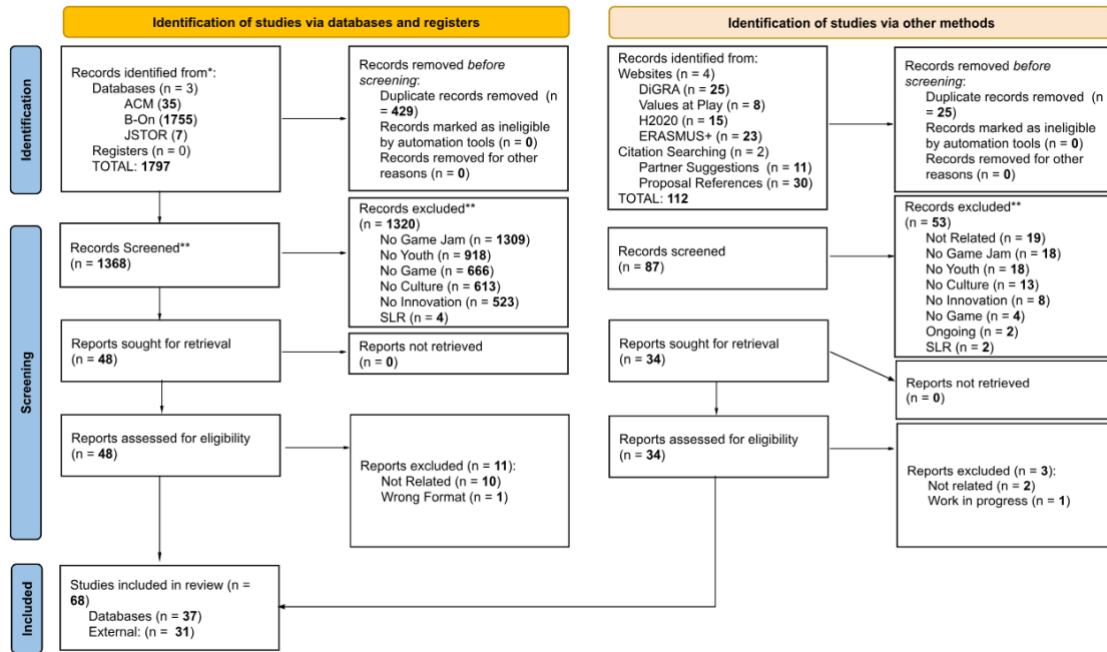 Identification of studies via databases and registers
Identification of studies via other methods
Identification
Records identified from*:
Databases (n = 3)
ACM (35)
B-On (1755)
JSTOR (7)
Registers (n = 0)
TOTAL: 1797
Records removed before
screening:
Duplicate records removed (n
= 429)
Records marked as ineligible
by automation tools (n = 0)
Records removed for other
reasons (n = 0)
Records identified from:
Websites (n = 4)
DiGRA (n = 25)
Values at Play (n = 8)
H2020 (n = 15)
ERASMUS+ (n = 23)
Citation Searching (n = 2)
Partner Suggestions (n = 11)
Proposal References (n = 30)
TOTAL: 112
Records removed before
screening:
Duplicate records removed (n
= 25)
Records marked as ineligible
by automation tools (n = 0)
Records removed for other
reasons (n = 0)
Screening
Records Screened**
(n = 1368)
Records excluded**
(n = 1320)
No Game Jam (n = 1309)
No Youth (n = 918)
No Game (n = 666)
No Culture (n = 613)
No Innovation (n = 523)
SLR (n = 4)
Records screened
(n = 87)
Records excluded**
(n = 53)
Not Related (n = 19)
No Game Jam (n = 18)
No Youth (n = 18)
No Culture (n = 13)
No Innovation (n = 8)
No Game (n = 4)
Ongoing (n = 2)
SLR (n = 2)
Reports sought for retrieval
(n = 48)
Reports not retrieved
(n = 0)
Reports sought for retrieval
(n = 34)
Reports not retrieved
(n = 0)
Reports assessed for eligibility
(n = 48)
Reports excluded (n = 11):
Not Related (n = 10)
Wrong Format (n = 1)
Reports assessed for eligibility
(n = 34)
Reports excluded (n = 3):
Not related (n = 2)
Work in progress (n = 1)
Included
Studies included in review (n =
68)
Databases (n = 37)
External: (n = 31)